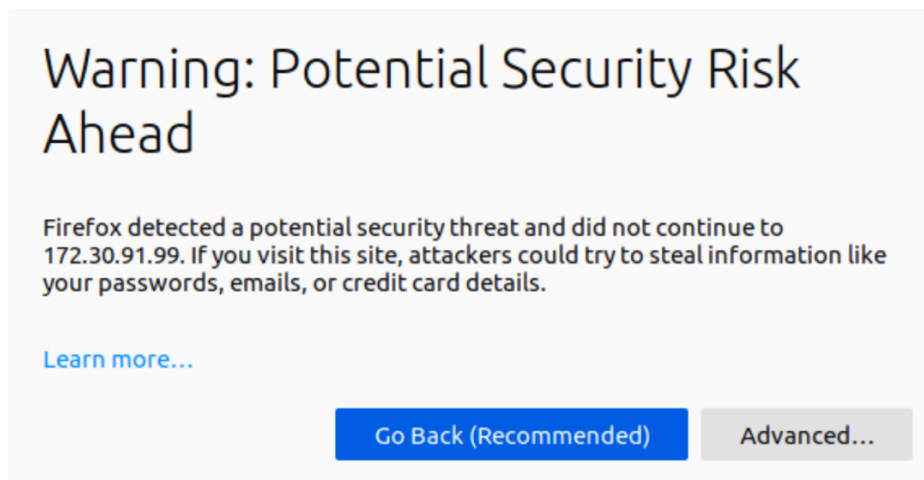 Warning: Potential Security Risk
Ahead
Firefox detected a potential security threat and did not continue to
172.30.91.99. If you visit this site, attackers could try to steal information like
your passwords, emails, or credit card details.
Learn more…
Go Back (Recommended)
Advanced…